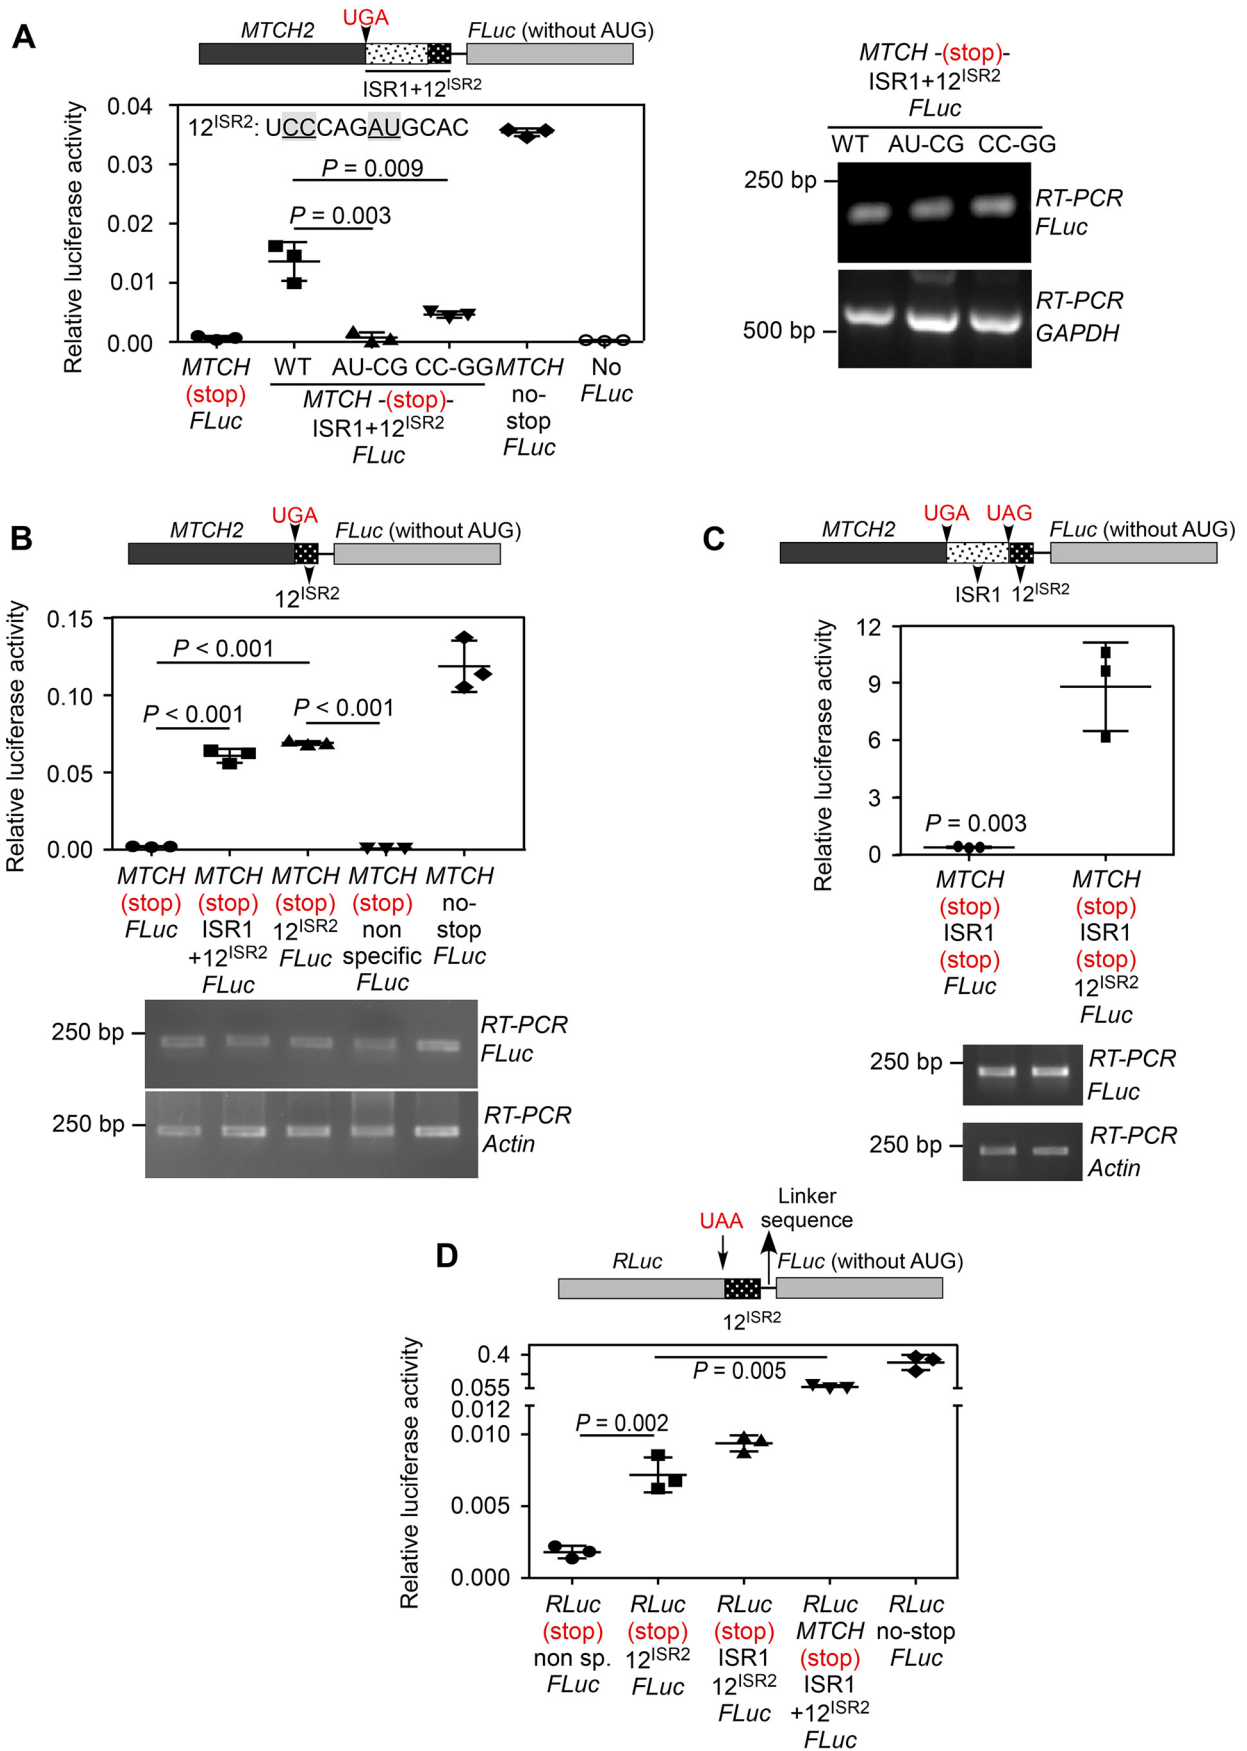 A
MTCH2
UGA
FLuc (without AUG)
ISR1+12ISR2
Relative luciferase activity
0.04
0.03
0.02
0.01
0.00
12ISR2: UCCCAGAUGCAC
P = 0.009
P = 0.003
MTCH
(stop)
FLuc
WT
AU-CG
CC-GG
MTCH -(stop)-
ISR1+12ISR2
FLuc
MTCH
no-
stop
FLuc
No
FLuc
MTCH -(stop)-
ISR1+12ISR2
FLuc
WT AU-CG CC-GG
250 bp
RT-PCR
FLuc
500 bp
RT-PCR
GAPDH
B
MTCH2
UGA
FLuc (without AUG)
12ISR2
Relative luciferase activity
0.15
0.10
0.05
0.00
P < 0.001
P < 0.001
P < 0.001
MTCH
(stop)
FLuc
MTCH
(stop)
ISR1
+12ISR2
FLuc
MTCH
(stop)
12ISR2
FLuc
MTCH
(stop)
non
specific
FLuc
MTCH
no-
stop
FLuc
250 bp
RT-PCR
FLuc
250 bp
RT-PCR
Actin
C
MTCH2
UGA
UAG
FLuc (without AUG)
ISR1
12ISR2
Relative luciferase activity
12
9
6
3
0
P = 0.003
MTCH
(stop)
ISR1
(stop)
FLuc
MTCH
(stop)
ISR1
(stop)
12ISR2
FLuc
250 bp
RT-PCR
FLuc
250 bp
RT-PCR
Actin
D
RLuc
UAA
Linker
sequence
FLuc (without AUG)
12ISR2
Relative luciferase activity
0.4
0.055
0.012
0.010
0.005
0.000
P = 0.005
P = 0.002
RLuc
(stop)
non sp.
FLuc
RLuc
(stop)
12ISR2
FLuc
RLuc
(stop)
ISR1
12ISR2
FLuc
RLuc
MTCH
(stop)
ISR1
+12ISR2
FLuc
RLuc
no-stop
FLuc